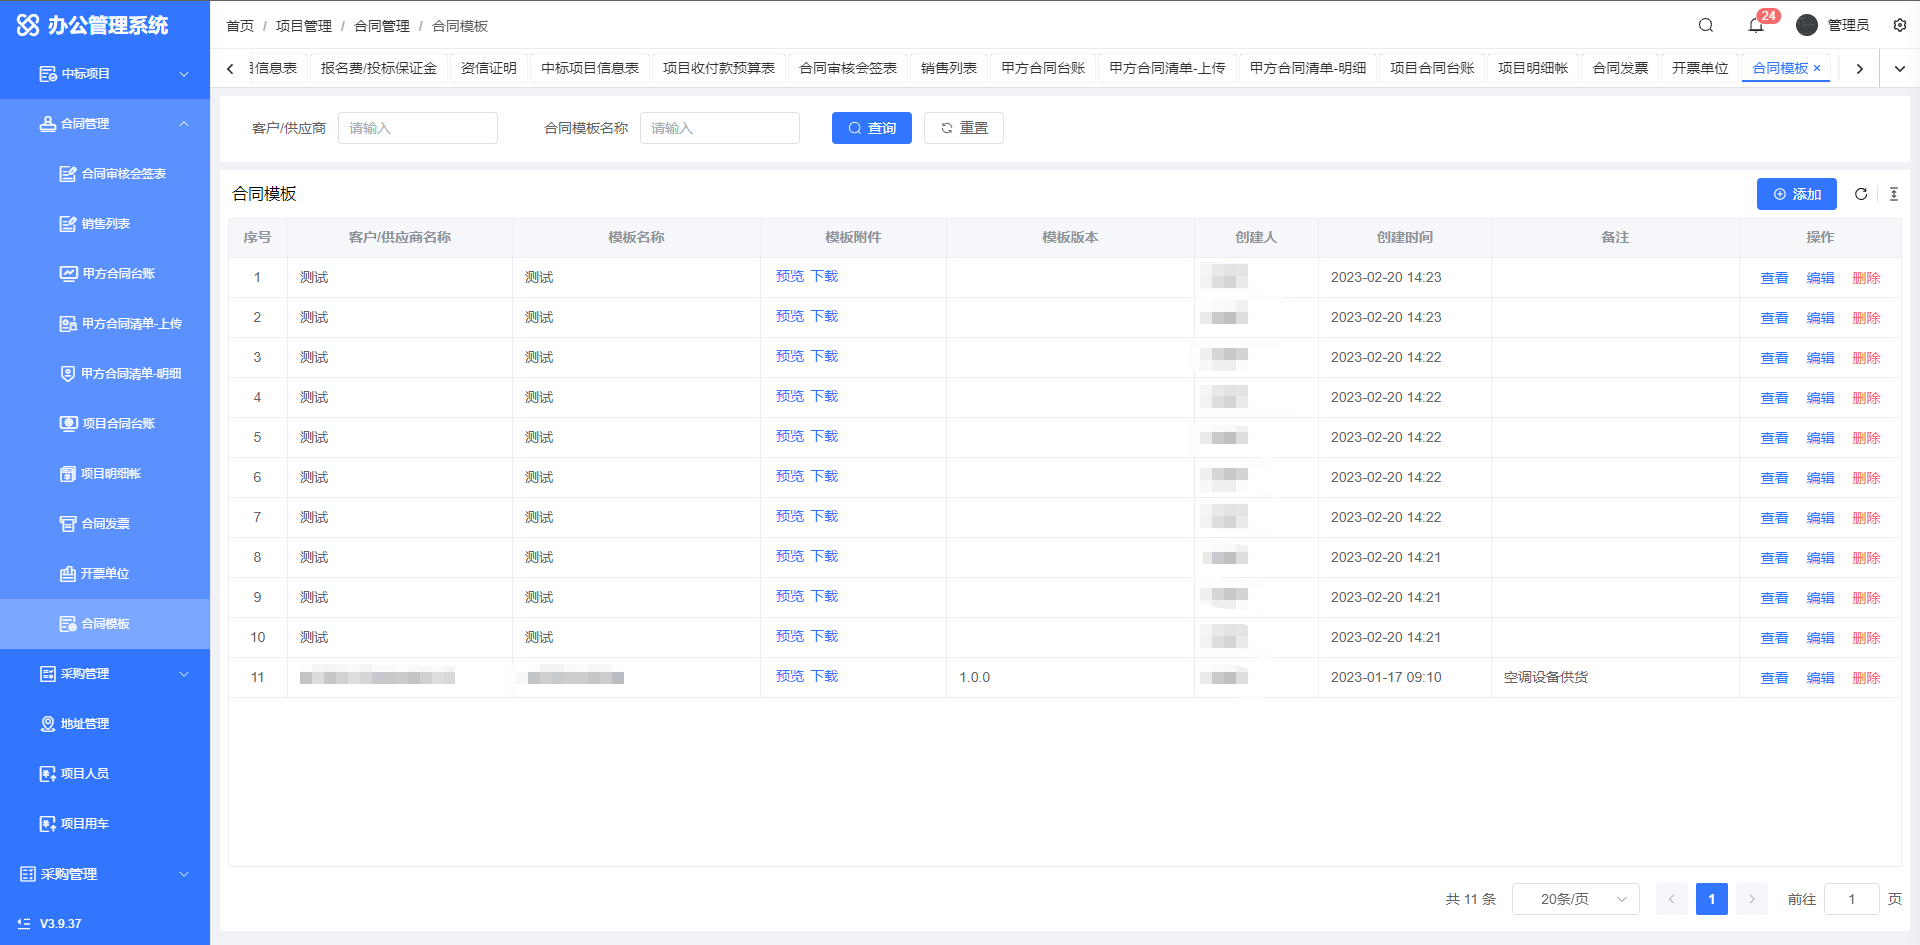 办公管理系统
中标项目
合同管理
合同审核会签表
销售列表
甲方合同台账
甲方合同清单-上传
甲方合同清单-明细
项目合同台账
项目明细帐
合同发票
开票单位
合同模板
采购管理
地址管理
项目人员
项目用车
采购管理
V3.9.37
首页 / 项目管理 / 合同管理 / 合同模板
24 管理员
信息表 报名费/投标保证金 资信证明 中标项目信息表 项目收付款预算表 合同审核会签表 销售列表 甲方合同台账 甲方合同清单-上传 甲方合同清单-明细 项目合同台账 项目明细帐 合同发票 开票单位 合同模板 ×
客户/供应商 请输入 合同模板名称 请输入 查询 重置
合同模板 添加
序号 客户/供应商名称 模板名称 模板附件 模板版本 创建人 创建时间 备注 操作
1 测试 测试 预览 下载 2023-02-20 14:23 查看 编辑 删除
2 测试 测试 预览 下载 2023-02-20 14:23 查看 编辑 删除
3 测试 测试 预览 下载 2023-02-20 14:22 查看 编辑 删除
4 测试 测试 预览 下载 2023-02-20 14:22 查看 编辑 删除
5 测试 测试 预览 下载 2023-02-20 14:22 查看 编辑 删除
6 测试 测试 预览 下载 2023-02-20 14:22 查看 编辑 删除
7 测试 测试 预览 下载 2023-02-20 14:22 查看 编辑 删除
8 测试 测试 预览 下载 2023-02-20 14:21 查看 编辑 删除
9 测试 测试 预览 下载 2023-02-20 14:21 查看 编辑 删除
10 测试 测试 预览 下载 2023-02-20 14:21 查看 编辑 删除
11 预览 下载 1.0.0 2023-01-17 09:10 空调设备供货 查看 编辑 删除
共 11 条 20条/页 1 前往 1 页